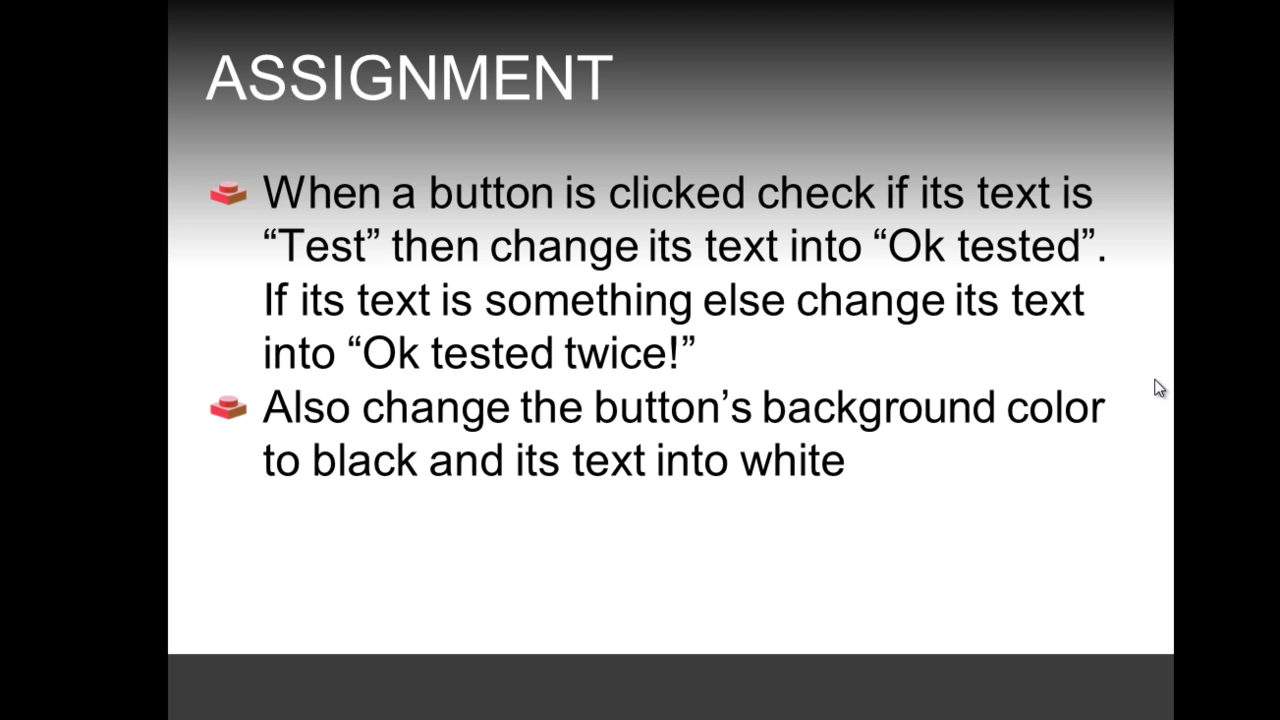 ASSIGNMENT
When a button is clicked check if its text is
“Test” then change its text into “Ok tested”.
If its text is something else change its text
into “Ok tested twice!”
Also change the button’s background color
to black and its text into white